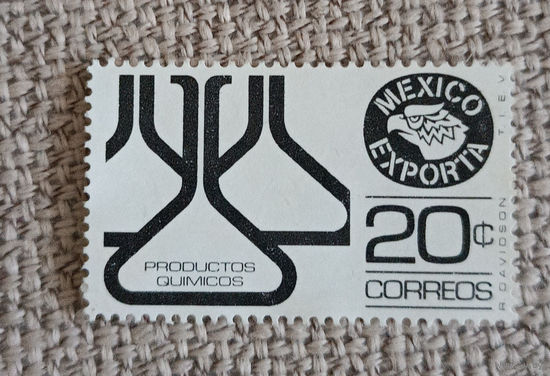 MEXICO
EXPORTA
20¢
CORREOS
PRODUCTOS
QUIMICOS
R DAVIDSON T.I.E.V.